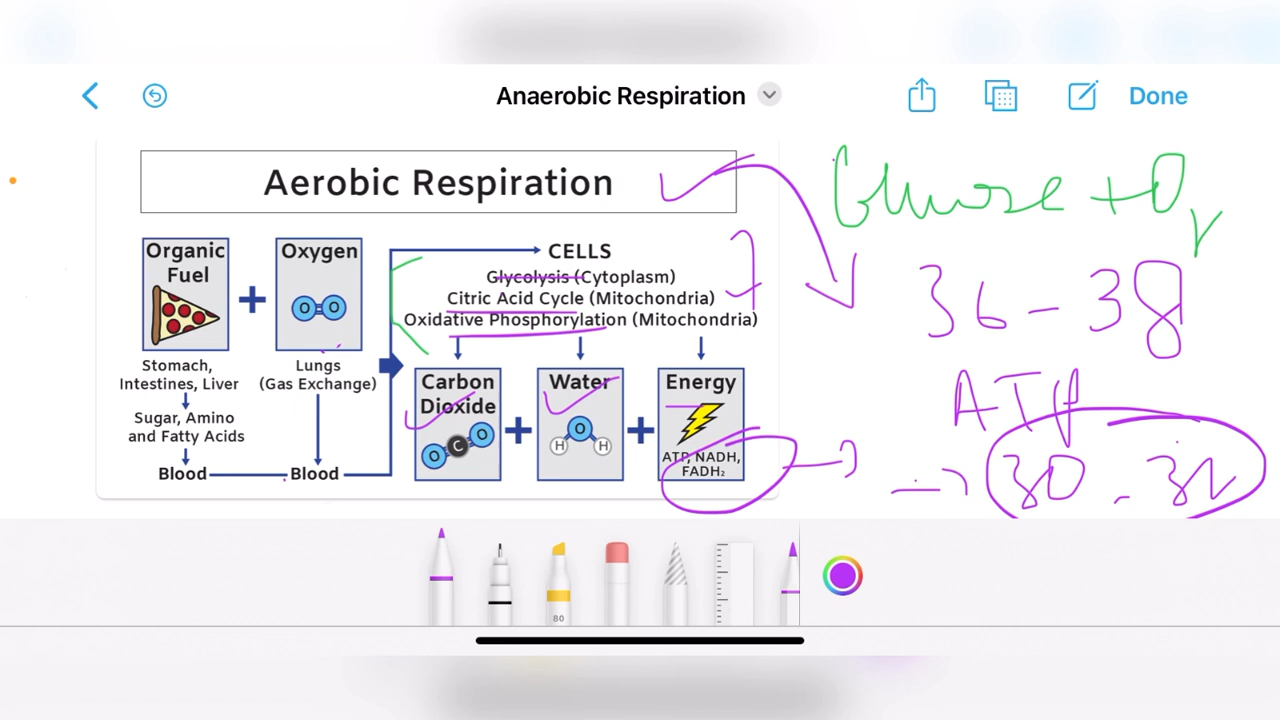 Anaerobic Respiration
Done
Aerobic Respiration
Organic
Fuel
Oxygen
Stomach,
Intestines, Liver
Sugar, Amino
and Fatty Acids
Blood
Lungs
(Gas Exchange)
Blood
CELLS
Glycolysis (Cytoplasm)
Citric Acid Cycle (Mitochondria)
Oxidative Phosphorylation (Mitochondria)
Carbon
Dioxide
O C O
Water
O
H H
Energy
ATP, NADH,
FADH₂
Glucose + O₂
36 - 38
ATP
→ 30 - 32
80